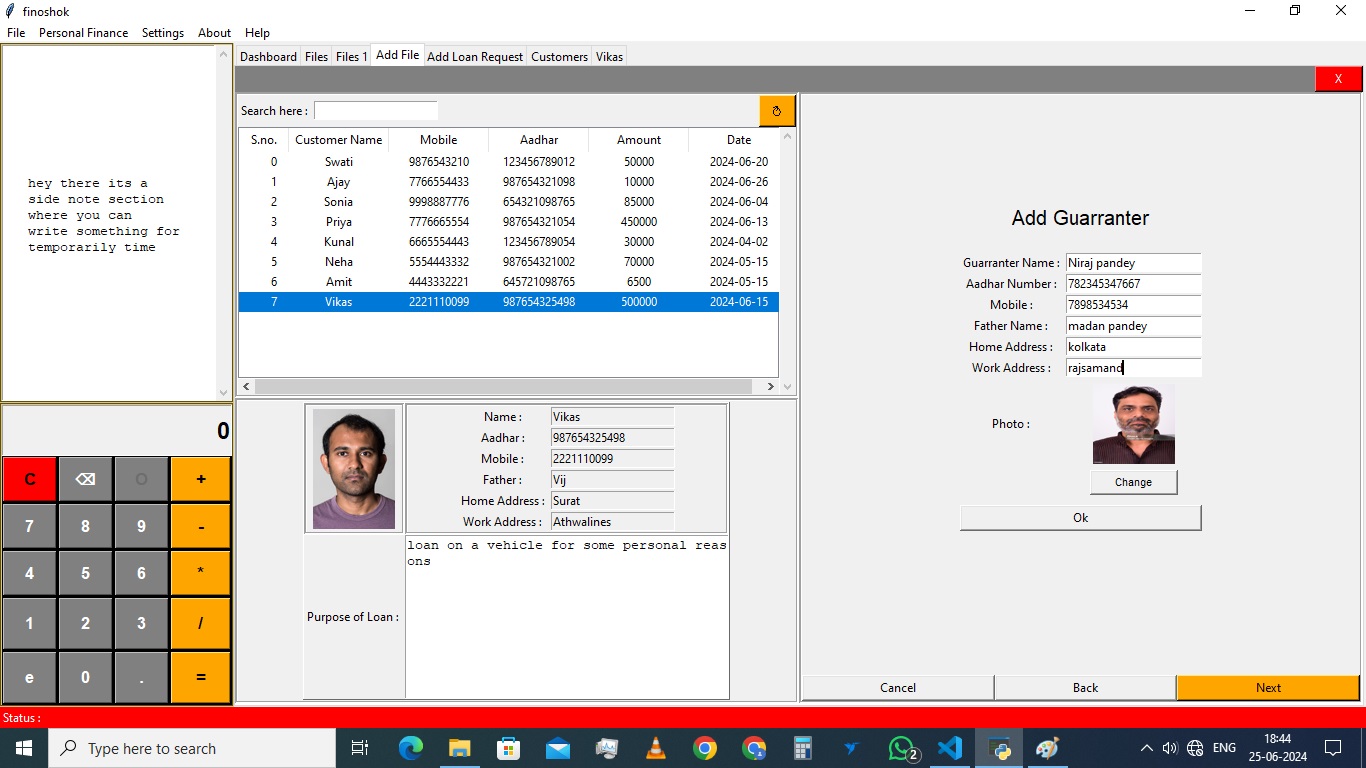 finoshok
File Personal Finance Settings About Help
Dashboard Files Files 1 Add File Add Loan Request Customers Vikas
X
hey there its a
side note section
where you can
write something for
temporarily time
0
C ⌫ O +
7 8 9 -
4 5 6 *
1 2 3 /
e 0 . =
Search here :
S.no. Customer Name Mobile Aadhar Amount Date
0 Swati 9876543210 123456789012 50000 2024-06-20
1 Ajay 7766554433 987654321098 10000 2024-06-26
2 Sonia 9998887776 654321098765 85000 2024-06-04
3 Priya 7776665554 987654321054 450000 2024-06-13
4 Kunal 6665554443 123456789054 30000 2024-04-02
5 Neha 5554443332 987654321002 70000 2024-05-15
6 Amit 4443332221 645721098765 6500 2024-05-15
7 Vikas 2221110099 987654325498 500000 2024-06-15
Name : Vikas
Aadhar : 987654325498
Mobile : 2221110099
Father : Vij
Home Address : Surat
Work Address : Athwalines
Purpose of Loan :
loan on a vehicle for some personal reas
ons
Add Guarranter
Guarranter Name : Niraj pandey
Aadhar Number : 782345347667
Mobile : 7898534534
Father Name : madan pandey
Home Address : kolkata
Work Address : rajsamand
Photo :
Change
Ok
Cancel Back Next
Status :
Type here to search
2
ENG
18:44
25-06-2024